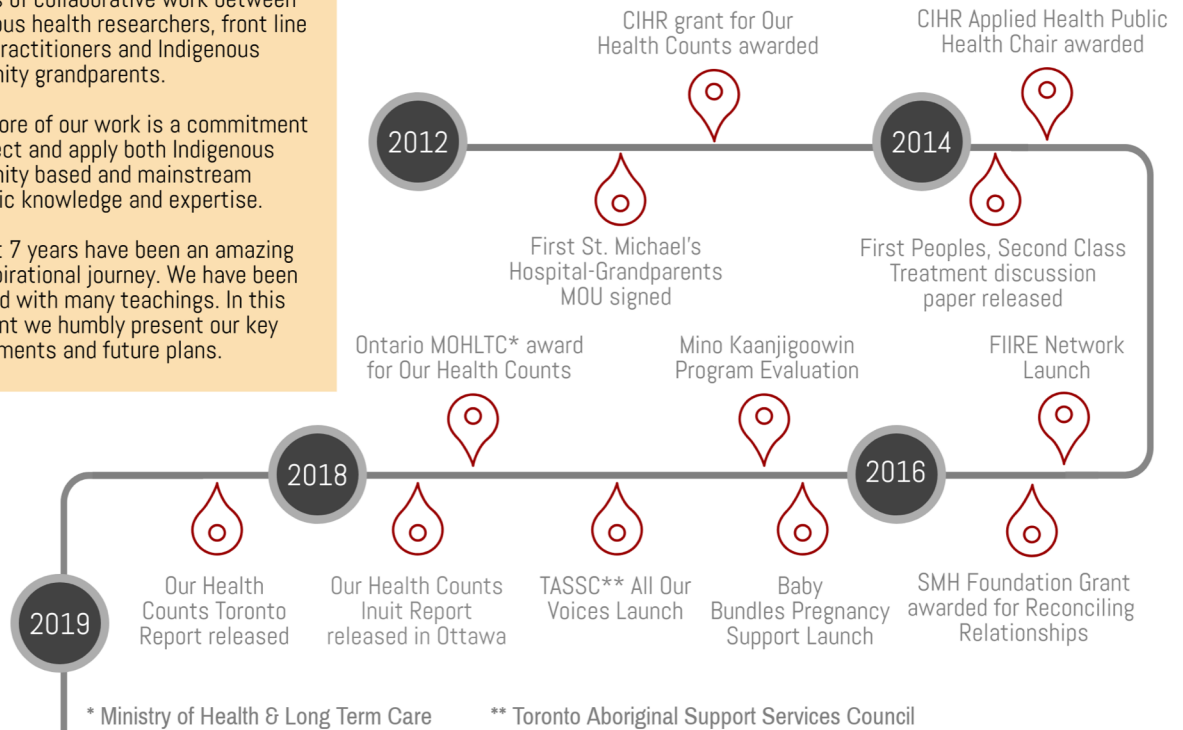 s of collaborative work between
ous health researchers, front line
ractitioners and Indigenous
nity grandparents.
ore of our work is a commitment
ect and apply both Indigenous
nity based and mainstream
ic knowledge and expertise.
t 7 years have been an amazing
pirational journey. We have been
d with many teachings. In this
nt we humbly present our key
ments and future plans.
2012
First St. Michael's
Hospital-Grandparents
MOU signed
CIHR grant for Our
Health Counts awarded
2014
First Peoples, Second Class
Treatment discussion
paper released
CIHR Applied Health Public
Health Chair awarded
FIIRE Network
Launch
SMH Foundation Grant
awarded for Reconciling
Relationships
2016
Baby
Bundles Pregnancy
Support Launch
Mino Kaanjigoowin
Program Evaluation
TASSC** All Our
Voices Launch
Ontario MOHLTC* award
for Our Health Counts
Our Health Counts
Inuit Report
released in Ottawa
2018
Our Health
Counts Toronto
Report released
2019
* Ministry of Health & Long Term Care
** Toronto Aboriginal Support Services Council